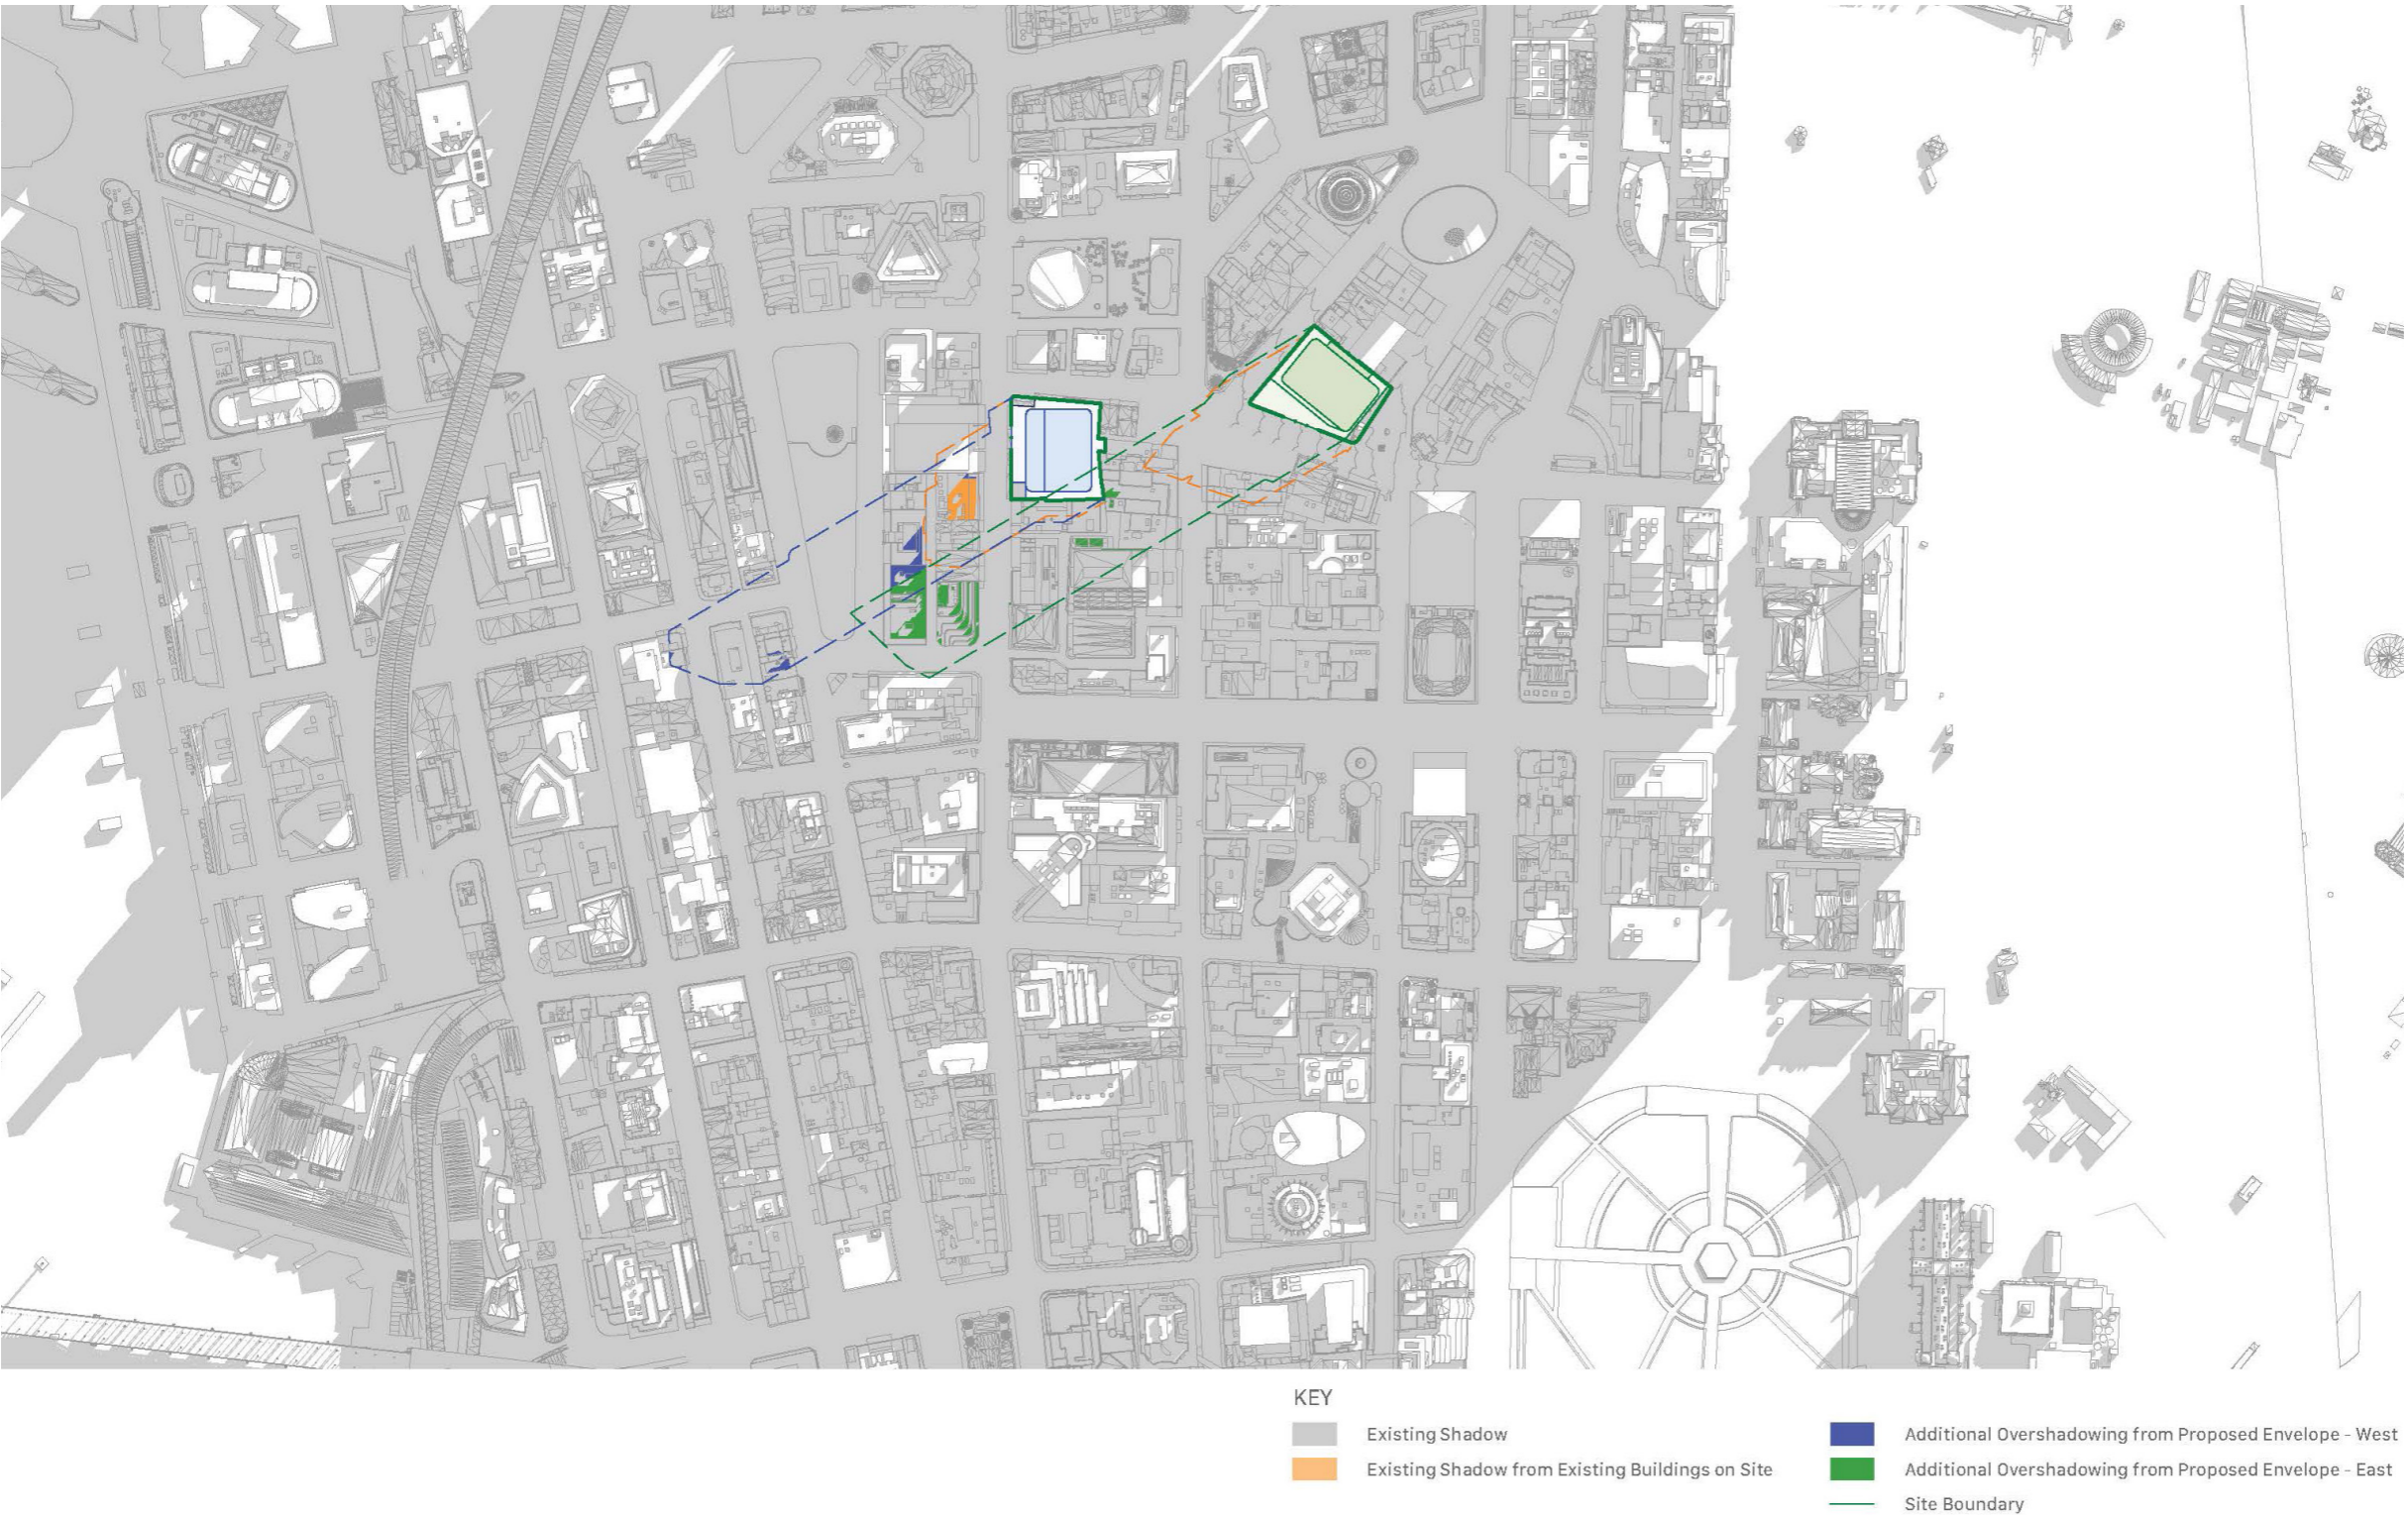 KEY
Existing Shadow
Existing Shadow from Existing Buildings on Site
Additional Overshadowing from Proposed Envelope - West
Additional Overshadowing from Proposed Envelope - East
Site Boundary